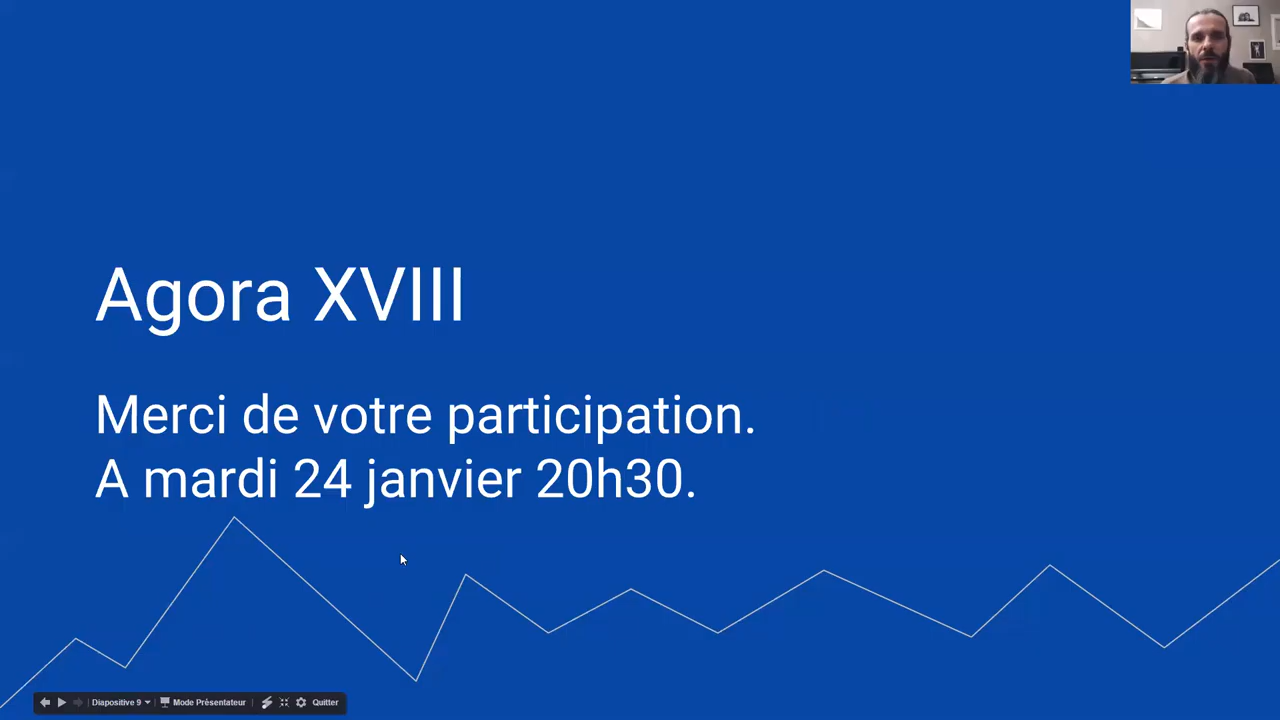 Agora XVIII
Merci de votre participation.
A mardi 24 janvier 20h30.
Diapositive 9
Mode Présentateur
Quitter